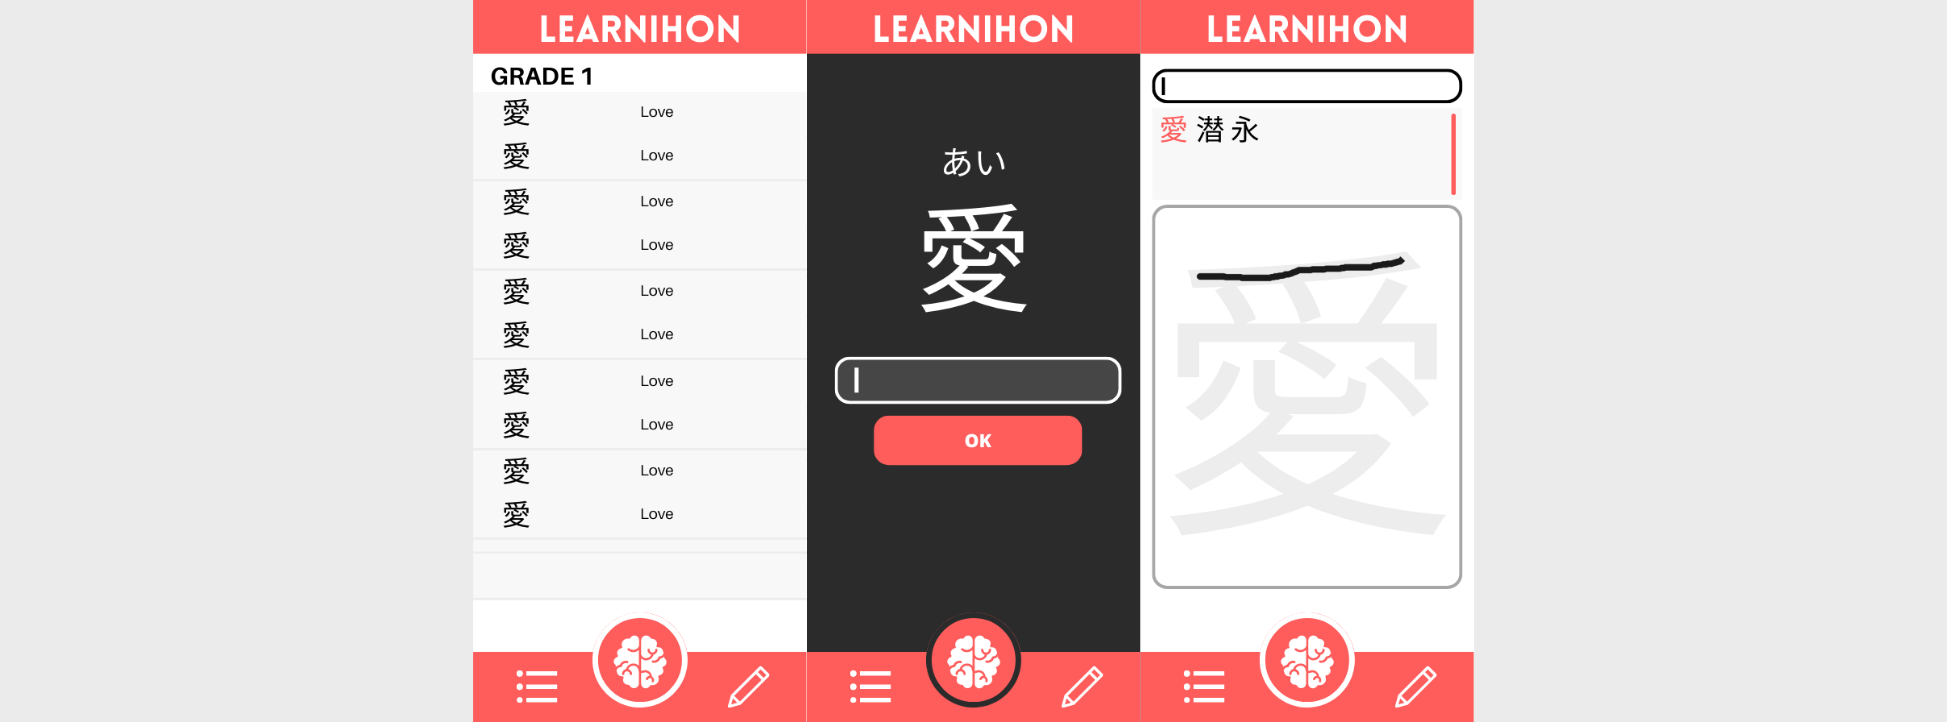 LEARNIHON
GRADE 1
愛 Love
愛 Love
愛 Love
愛 Love
愛 Love
愛 Love
愛 Love
愛 Love
愛 Love
愛 Love
LEARNIHON
あい
愛
OK
LEARNIHON
愛 潜 永
愛